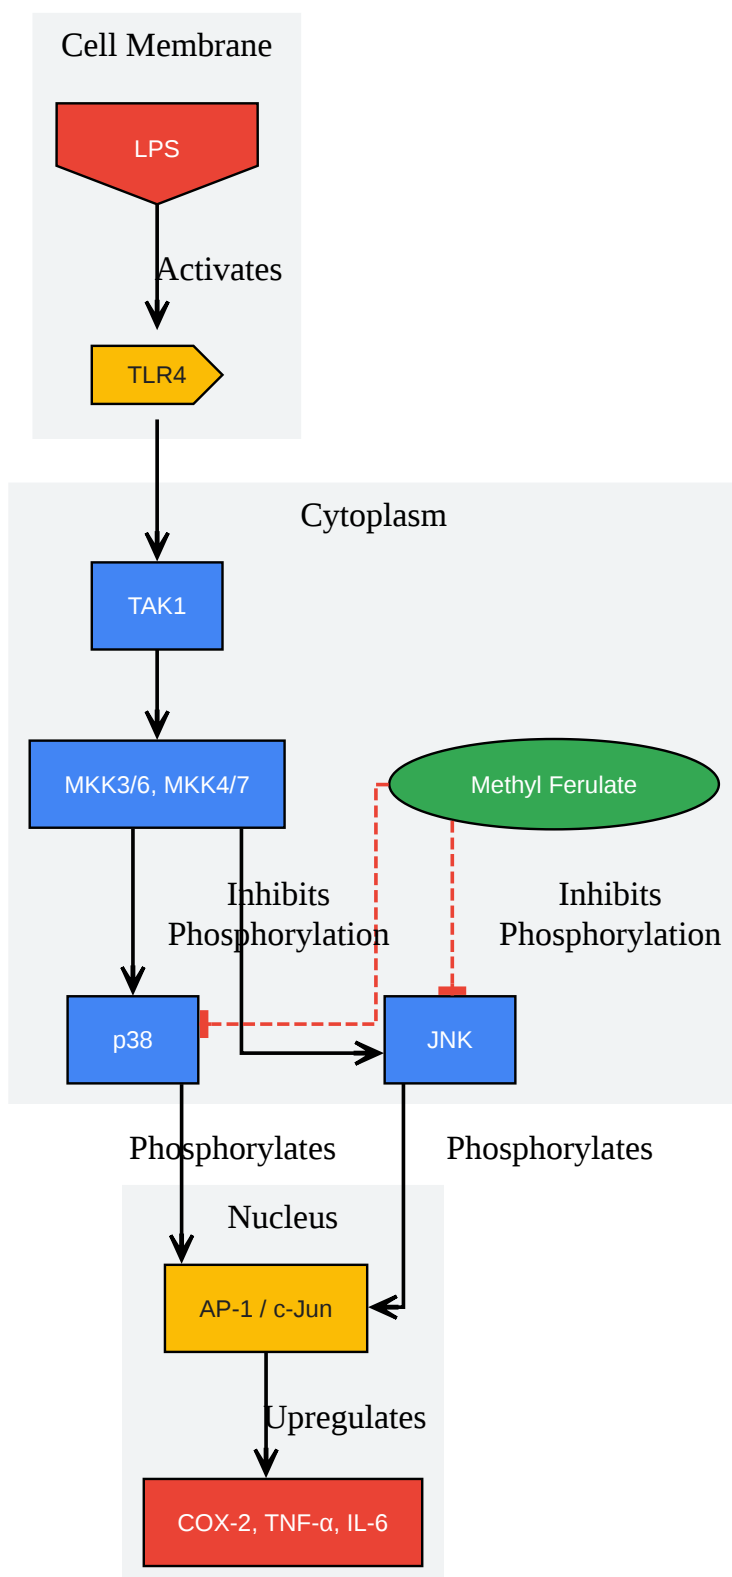 Cell Membrane
LPS
Activates
TLR4
Cytoplasm
TAK1
MKK3/6, MKK4/7
Methyl Ferulate
Inhibits
Phosphorylation
Inhibits
Phosphorylation
p38
JNK
Phosphorylates
Phosphorylates
Nucleus
AP-1 / c-Jun
Upregulates
COX-2, TNF-α, IL-6